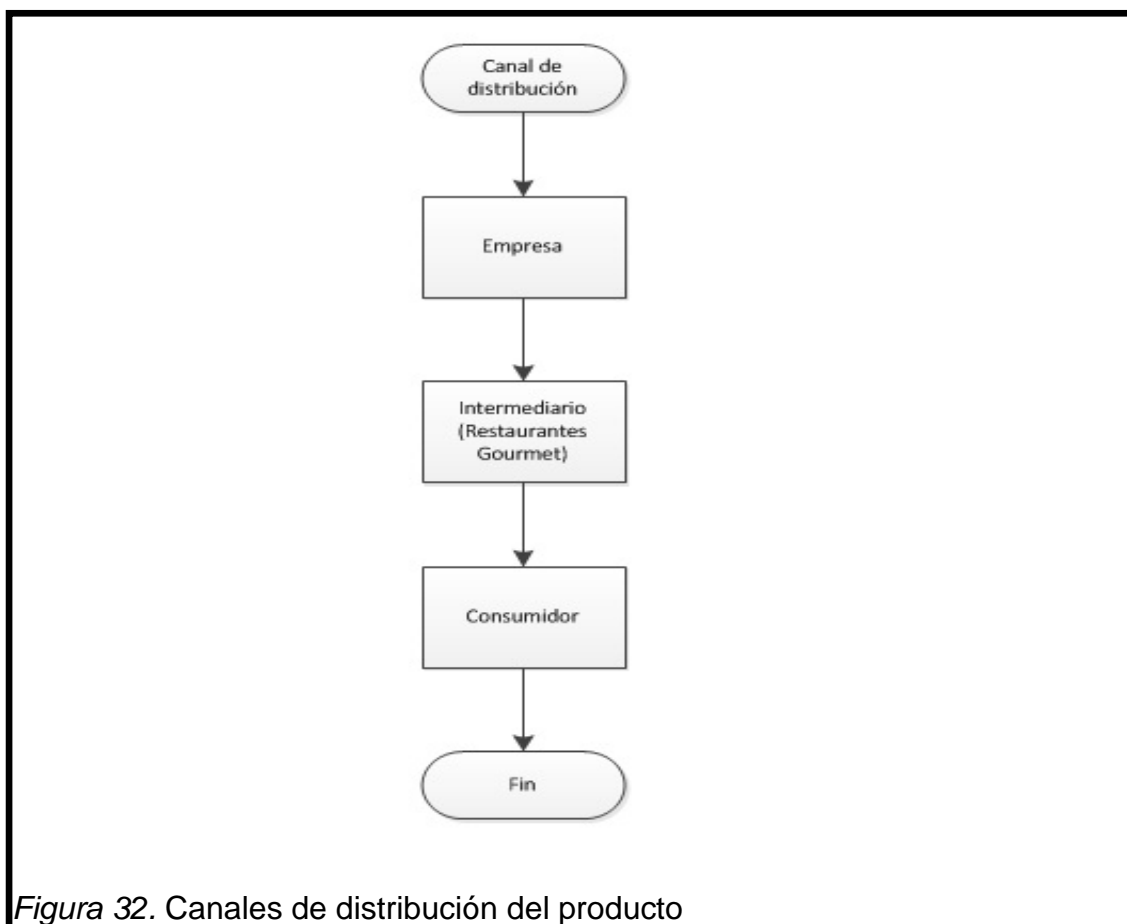 Canal de
distribución
Empresa
Intermediario
(Restaurantes
Gourmet)
Consumidor
Fin
Figura 32. Canales de distribución del producto